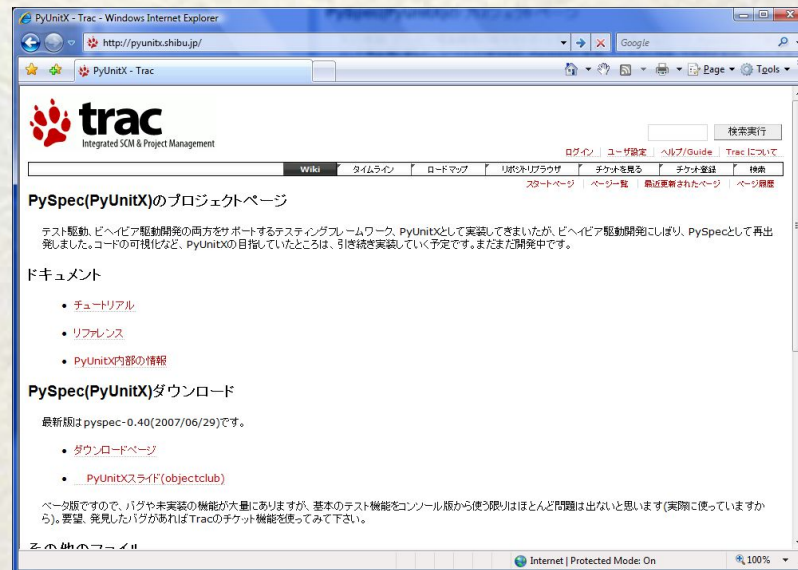 PyUnitX - Trac - Windows Internet Explorer
http://pyunitx.shibu.jp/
Google
PyUnitX - Trac
Page
Tools
trac
Integrated SCM & Project Management
検索実行
ログイン ユーザ設定 ヘルプ/Guide Trac について
Wiki タイムライン ロードマップ リポジトリブラウザ チケットを見る チケット登録 検索
スタートページ ページ一覧 最近更新されたページ ページ履歴
PySpec(PyUnitX)のプロジェクトページ
テスト駆動、ビヘイビア駆動開発の両方をサポートするテスティングフレームワーク、PyUnitXとして実装してきまいたが、ビヘイビア駆動開発にしぼり、PySpecとして再出
発しました。コードの可視化など、PyUnitXの目指していたところは、引き続き実装していく予定です。まだまだ開発中です。
ドキュメント
チュートリアル
リファレンス
PyUnitX内部の情報
PySpec(PyUnitX)ダウンロード
最新版はpyspec-0.40(2007/06/29)です。
ダウンロードページ
PyUnitXスライド(objectclub)
ベータ版ですので、バグや未実装の機能が大量にありますが、基本のテスト機能をコンソール版から使う限りはほとんど問題は出ないと思います(実際に使っていますか
ら)。要望、発見したバグがあればTracのチケット機能を使ってみて下さい。
その他のファイル
Internet | Protected Mode: On
100%